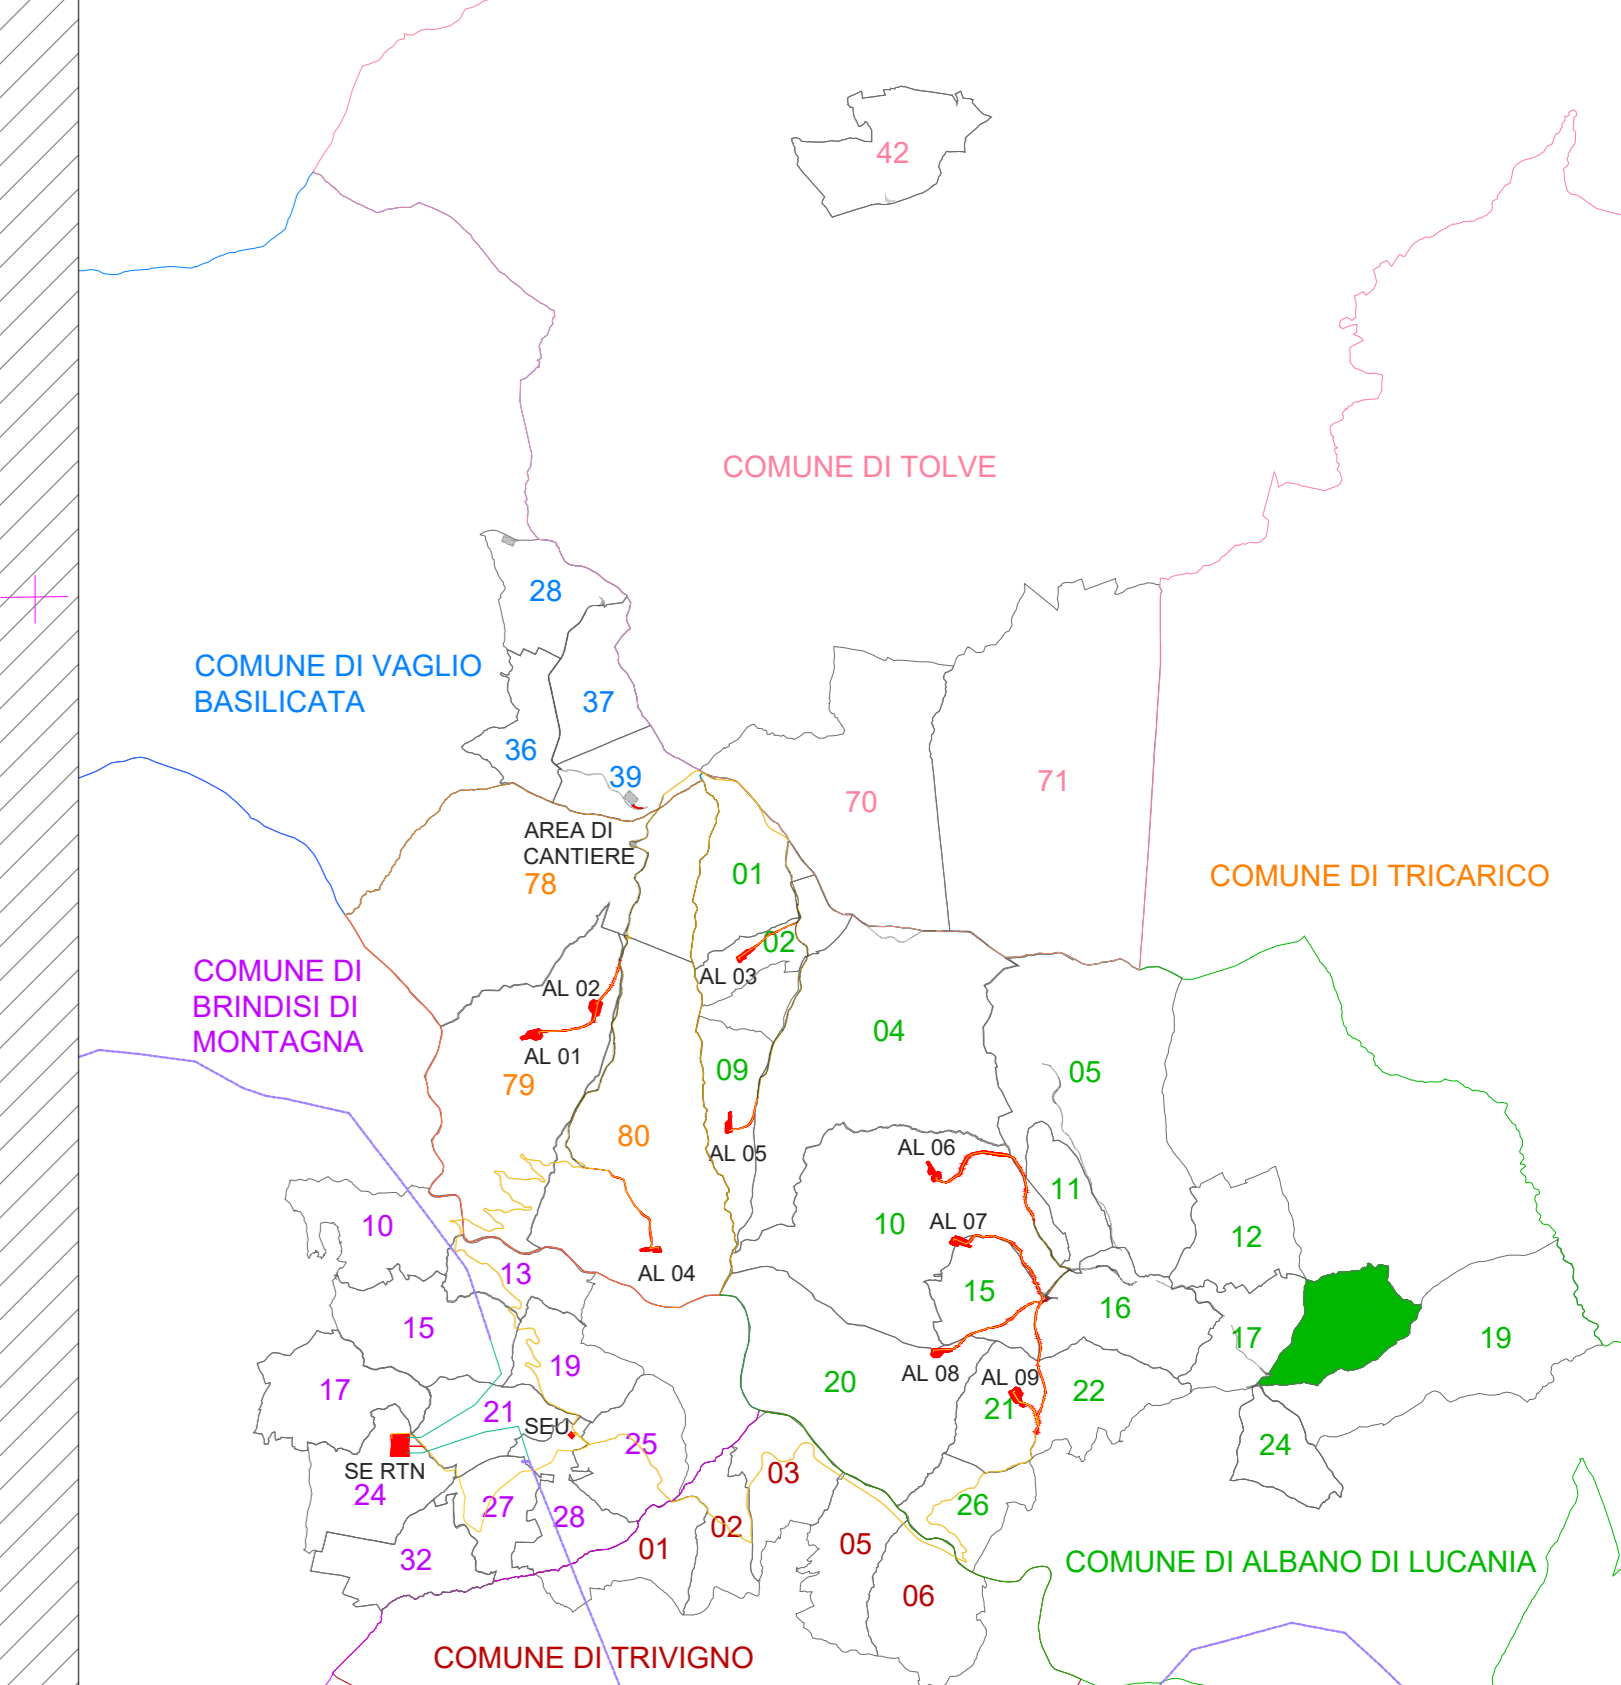 42
COMUNE DI TOLVE
28
COMUNE DI VAGLIO
BASILICATA
37
36
39
70
71
AREA DI
CANTIERE
78
01
COMUNE DI TRICARICO
02
AL 03
COMUNE DI
BRINDISI DI
MONTAGNA
AL 02
AL 01
79
04
09
05
80
AL 05
AL 06
11
10
10
AL 07
12
13
AL 04
15
16
15
17
19
19
AL 08
20
AL 09
21
22
17
21
SEU
25
24
SE RTN
24
03
27
28
26
02
01
05
32
COMUNE DI ALBANO DI LUCANIA
06
COMUNE DI TRIVIGNO